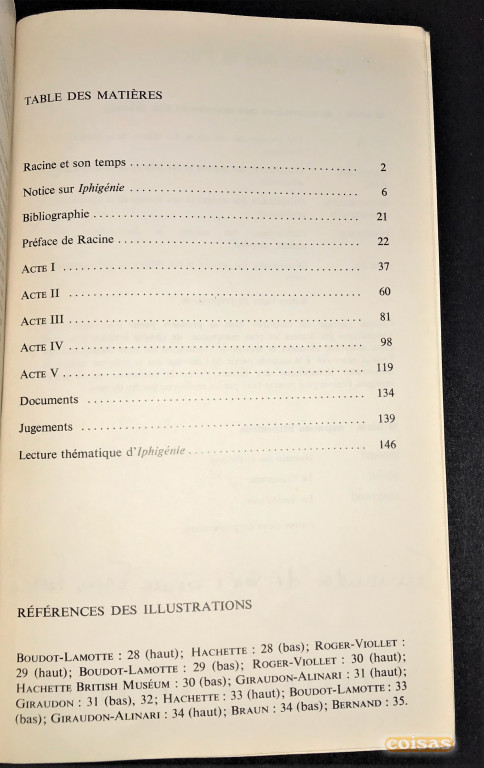 TABLE DES MATIÈRES
Racine et son temps .......................................... 2
Notice sur Iphigénie .......................................... 6
Bibliographie .......................................... 21
Préface de Racine .......................................... 22
ACTE I .......................................... 37
ACTE II .......................................... 60
ACTE III .......................................... 81
ACTE IV .......................................... 98
ACTE V .......................................... 119
Documents .......................................... 134
Jugements .......................................... 139
Lecture thématique d'Iphigénie .......................................... 146
RÉFÉRENCES DES ILLUSTRATIONS
BOUDOT-LAMOTTE : 28 (haut); HACHETTE : 28 (bas); ROGER-VIOLLET :
29 (haut); BOUDOT-LAMOTTE : 29 (bas); ROGER-VIOLLET : 30 (haut);
HACHETTE BRITISH MUSÉUM : 30 (bas); GIRAUDON-ALINARI : 31 (haut);
GIRAUDON : 31 (bas), 32; HACHETTE : 33 (haut); BOUDOT-LAMOTTE : 33
(bas); GIRAUDON-ALINARI : 34 (haut); BRAUN : 34 (bas); BERNAND : 35.
coisas